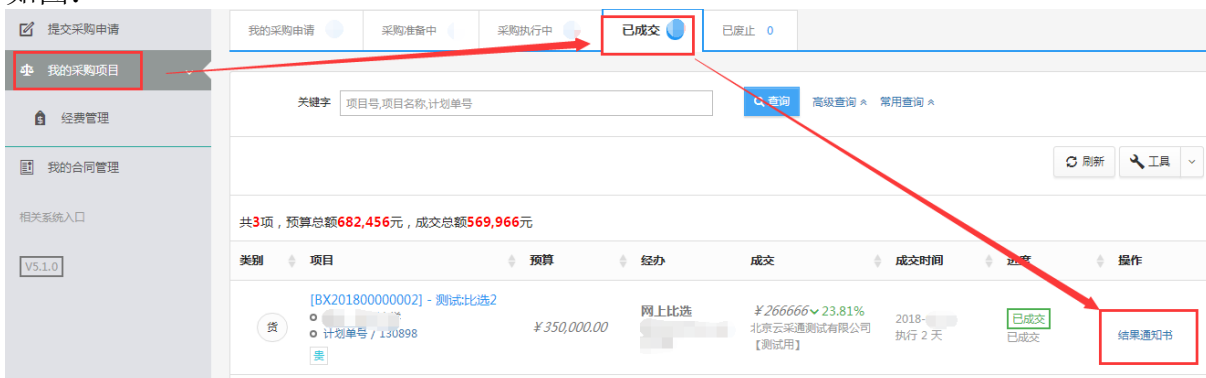 提交采购申请
我的采购申请 采购准备中 采购执行中 已成交 已废止 0
我的采购项目
关键字 项目号,项目名称,计划单号 查询 高级查询 常用查询
经费管理
我的合同管理
刷新 工具
相关系统入口
共3项，预算总额682,456元，成交总额569,966元
V5.1.0
类别 项目 预算 经办 成交 成交时间 进度 操作
[BX201800000002] - 测试:比选2
货 ¥350,000.00 网上比选 ¥266666 23.81% 2018- 已成交 结果通知书
计划单号 / 130898 北京云采通测试有限公司 执行 2 天 已成交
【测试用】